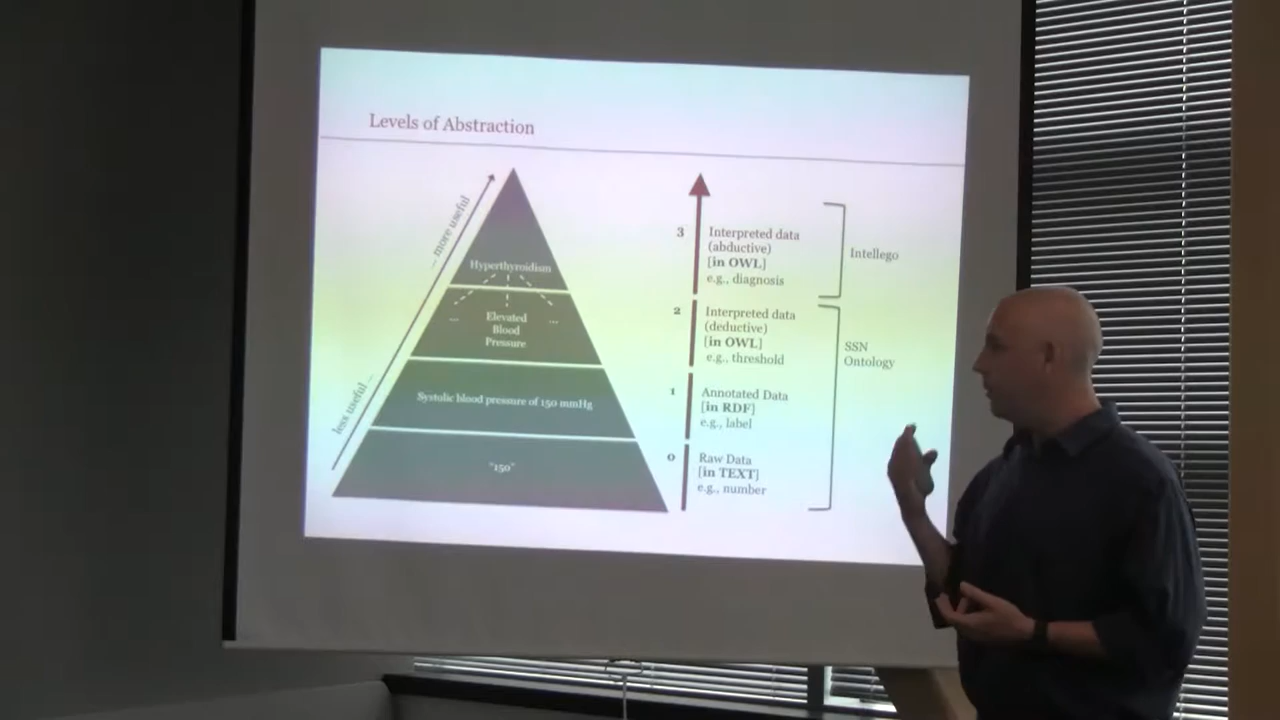 Levels of Abstraction
... more useful
less useful ...
Hyperthyroidism
... Elevated ...
Blood
Pressure
Systolic blood pressure of 150 mmHg
"150"
3 Interpreted data
(abductive)
[in OWL]
e.g., diagnosis
2 Interpreted data
(deductive)
[in OWL]
e.g., threshold
1 Annotated Data
[in RDF]
e.g., label
0 Raw Data
[in TEXT]
e.g., number
Intellego
SSN
Ontology